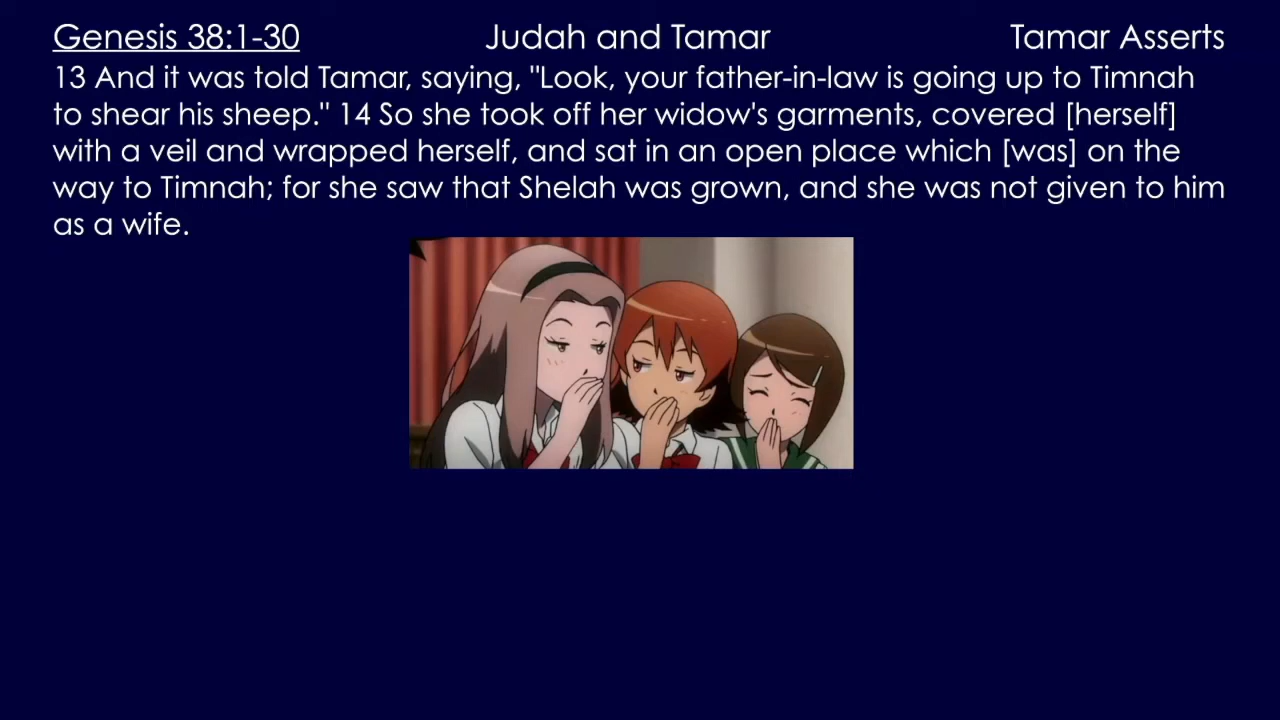 Genesis 38:1-30 Judah and Tamar Tamar Asserts
13 And it was told Tamar, saying, "Look, your father-in-law is going up to Timnah
to shear his sheep." 14 So she took off her widow's garments, covered [herself]
with a veil and wrapped herself, and sat in an open place which [was] on the
way to Timnah; for she saw that Shelah was grown, and she was not given to him
as a wife.